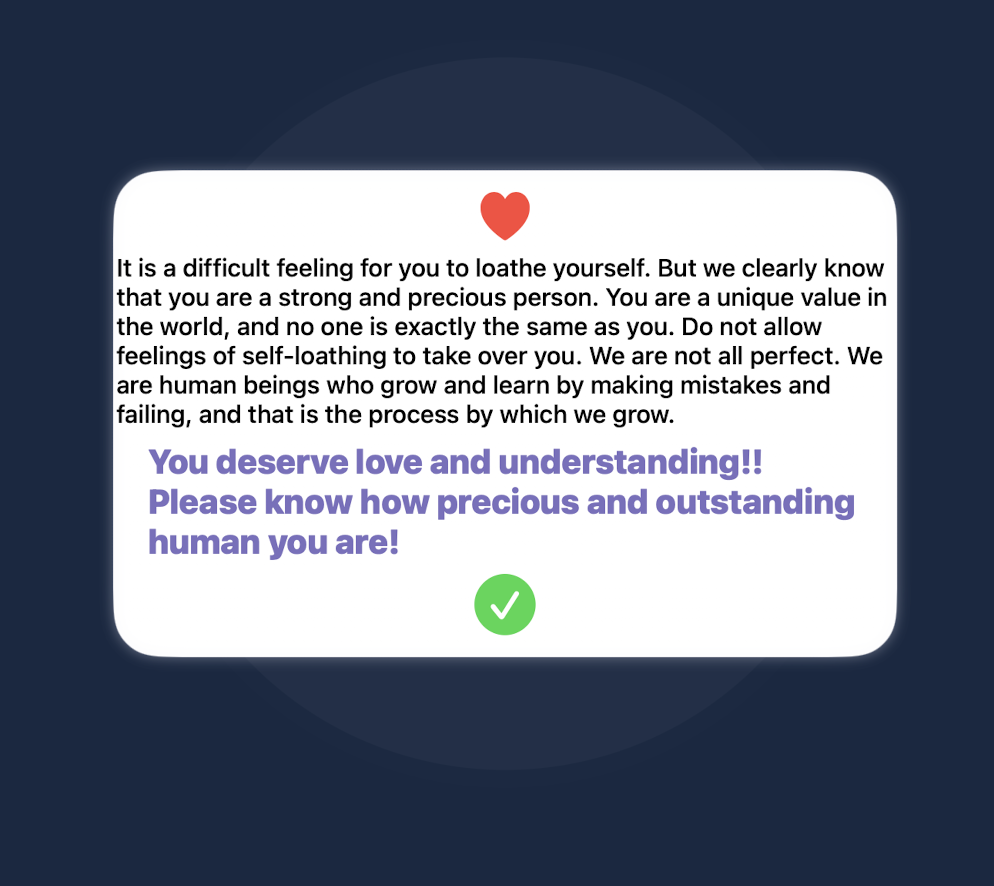 It is a difficult feeling for you to loathe yourself. But we clearly know
that you are a strong and precious person. You are a unique value in
the world, and no one is exactly the same as you. Do not allow
feelings of self-loathing to take over you. We are not all perfect. We
are human beings who grow and learn by making mistakes and
failing, and that is the process by which we grow.
You deserve love and understanding!!
Please know how precious and outstanding
human you are!